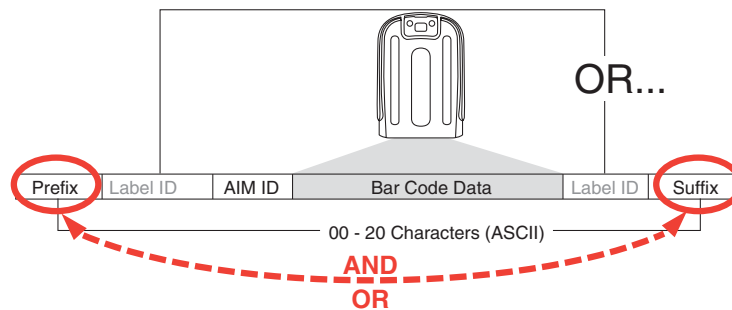 OR...
Prefix Label ID AIM ID Bar Code Data Label ID Suffix
00 - 20 Characters (ASCII)
AND
OR